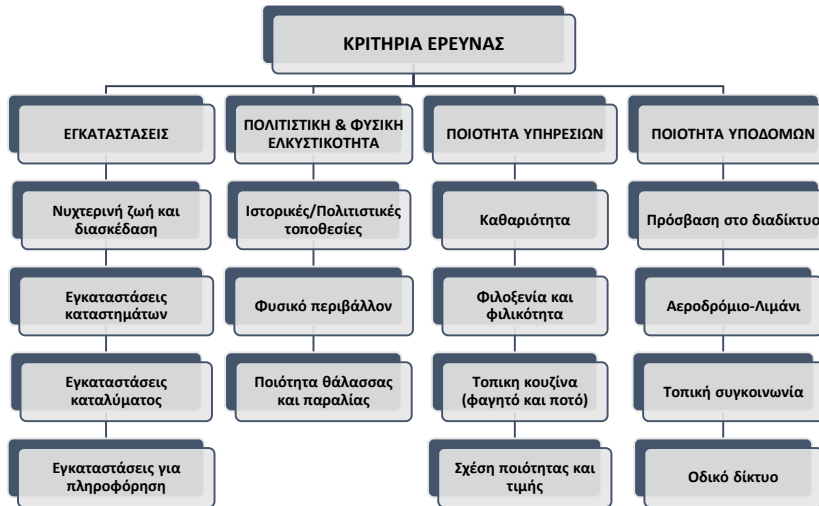 ΚΡΙΤΗΡΙΑ ΕΡΕΥΝΑΣ
ΕΓΚΑΤΑΣΤΑΣΕΙΣ
Νυχτερινή ζωή και
διασκέδαση
Εγκαταστάσεις
καταστημάτων
Εγκαταστάσεις
καταλύματος
Εγκαταστάσεις για
πληροφόρηση
ΠΟΛΙΤΙΣΤΙΚΗ & ΦΥΣΙΚΗ
ΕΛΚΥΣΤΙΚΟΤΗΤΑ
Ιστορικές/Πολιτιστικές
τοποθεσίες
Φυσικό περιβάλλον
Ποιότητα θάλασσας
και παραλίας
ΠΟΙΟΤΗΤΑ ΥΠΗΡΕΣΙΩΝ
Καθαριότητα
Φιλοξενία και
φιλικότητα
Τοπικη κουζίνα
(φαγητό και ποτό)
Σχέση ποιότητας και
τιμής
ΠΟΙΟΤΗΤΑ ΥΠΟΔΟΜΩΝ
Πρόσβαση στο διαδίκτυο
Αεροδρόμιο-Λιμάνι
Τοπική συγκοινωνία
Οδικό δίκτυο